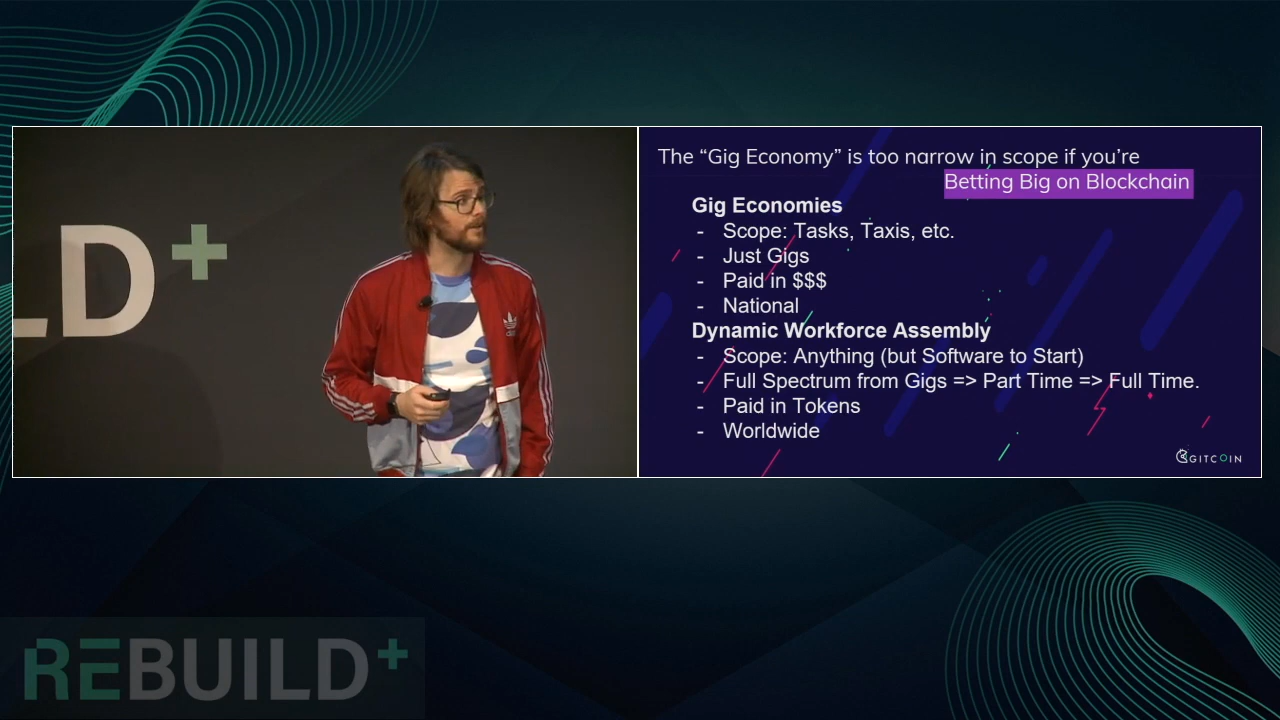 LD+
The “Gig Economy” is too narrow in scope if you’re
Betting Big on Blockchain
Gig Economies
- Scope: Tasks, Taxis, etc.
- Just Gigs
- Paid in $$$
- National
Dynamic Workforce Assembly
- Scope: Anything (but Software to Start)
- Full Spectrum from Gigs => Part Time => Full Time.
- Paid in Tokens
- Worldwide
GITCOIN
REBUILD+